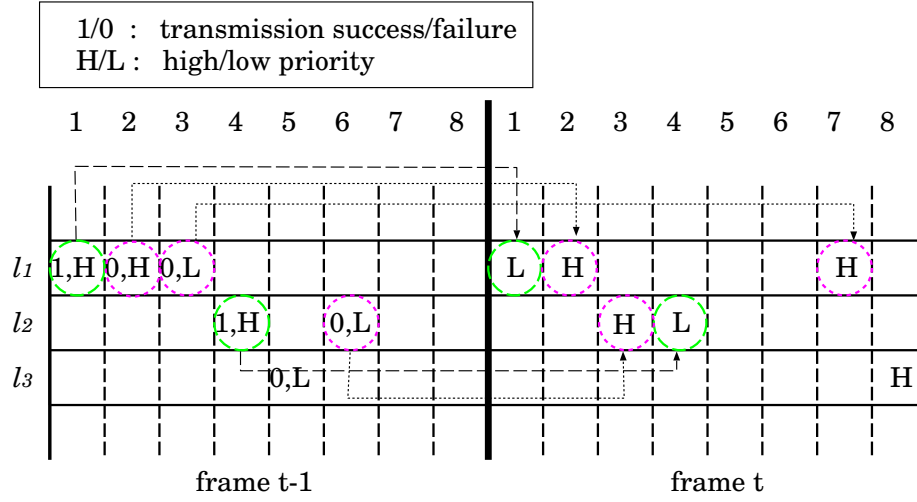 1/0 : transmission success/failure
H/L : high/low priority
1 2 3 4 5 6 7 8 1 2 3 4 5 6 7 8
l1 1,H 0,H 0,L L H H
l2 1,H 0,L H L
l3 0,L H
frame t-1 frame t